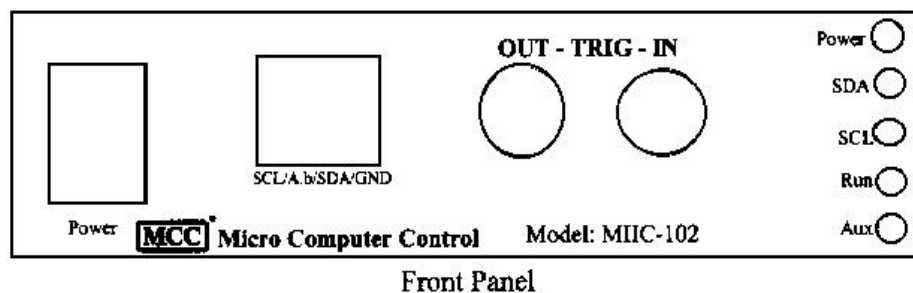 OUT - TRIG - IN
Power
SDA
SCL
SCL/A.b/SDA/GND
Run
Power
MCC Micro Computer Control
Model: MIIC-102
Aux
Front Panel